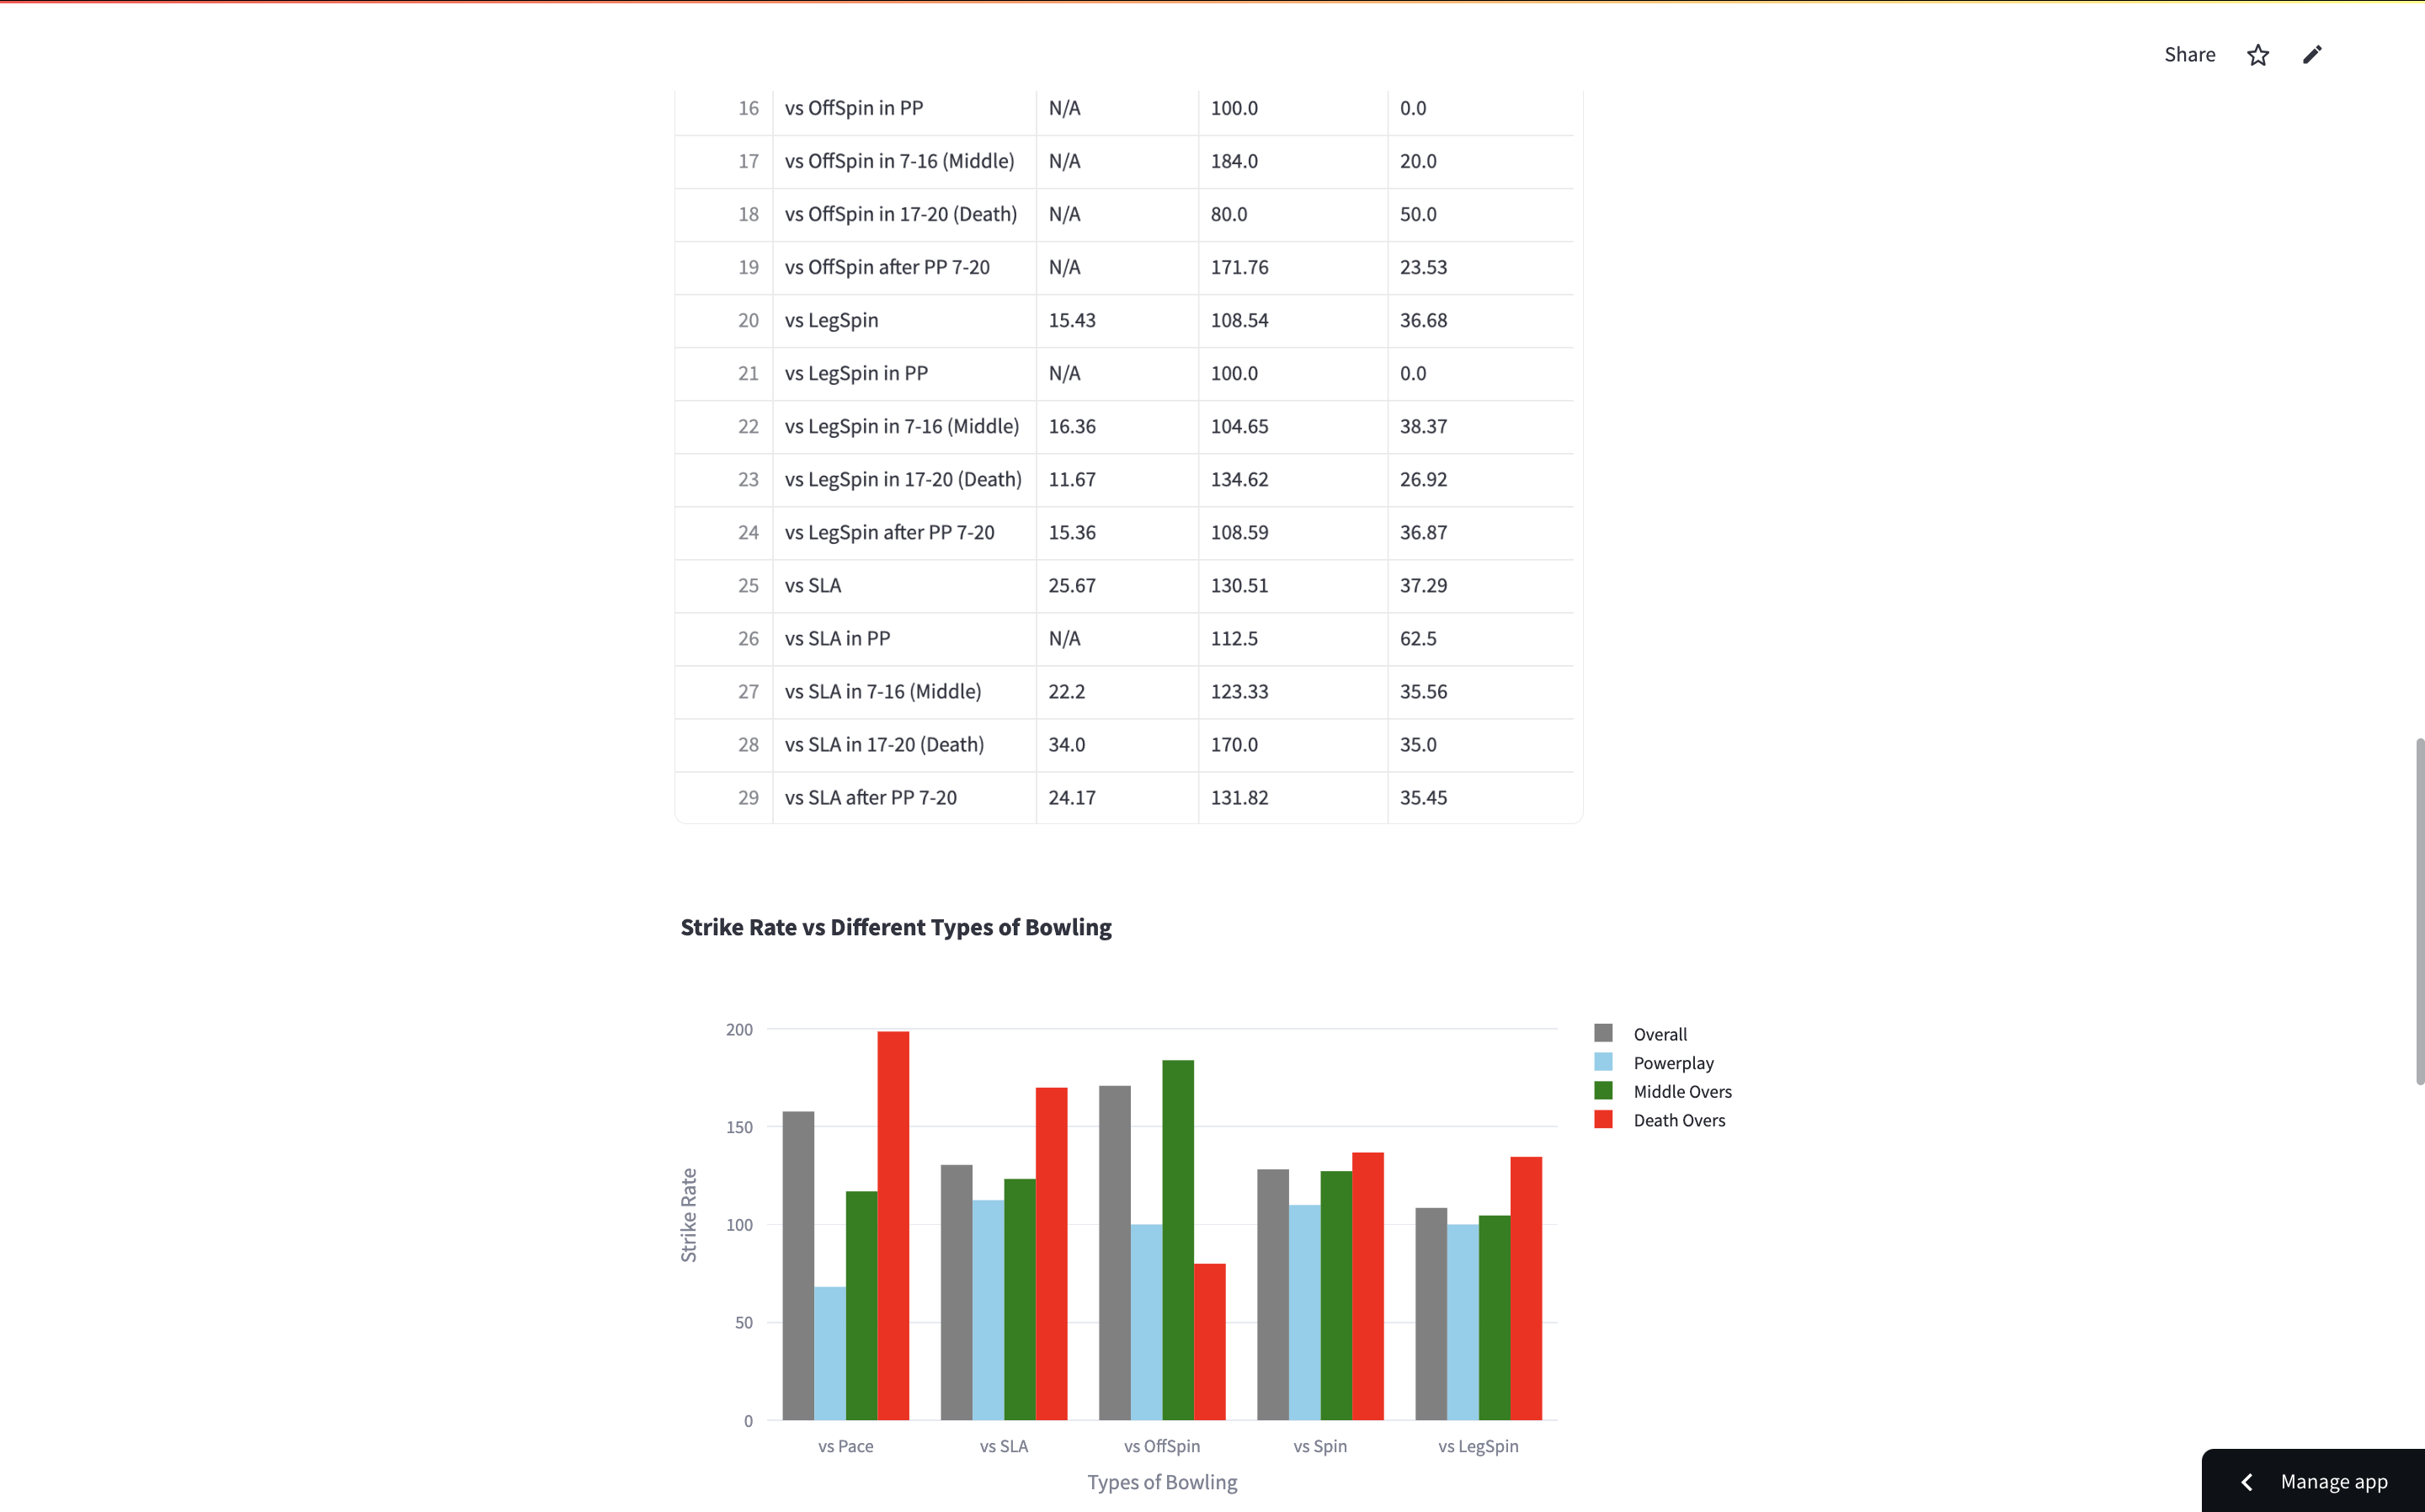 Share
16 vs OffSpin in PP N/A 100.0 0.0
17 vs OffSpin in 7-16 (Middle) N/A 184.0 20.0
18 vs OffSpin in 17-20 (Death) N/A 80.0 50.0
19 vs OffSpin after PP 7-20 N/A 171.76 23.53
20 vs LegSpin 15.43 108.54 36.68
21 vs LegSpin in PP N/A 100.0 0.0
22 vs LegSpin in 7-16 (Middle) 16.36 104.65 38.37
23 vs LegSpin in 17-20 (Death) 11.67 134.62 26.92
24 vs LegSpin after PP 7-20 15.36 108.59 36.87
25 vs SLA 25.67 130.51 37.29
26 vs SLA in PP N/A 112.5 62.5
27 vs SLA in 7-16 (Middle) 22.2 123.33 35.56
28 vs SLA in 17-20 (Death) 34.0 170.0 35.0
29 vs SLA after PP 7-20 24.17 131.82 35.45
Strike Rate vs Different Types of Bowling
200
150
100
50
0
Strike Rate
vs Pace vs SLA vs OffSpin vs Spin vs LegSpin
Types of Bowling
Overall
Powerplay
Middle Overs
Death Overs
Manage app